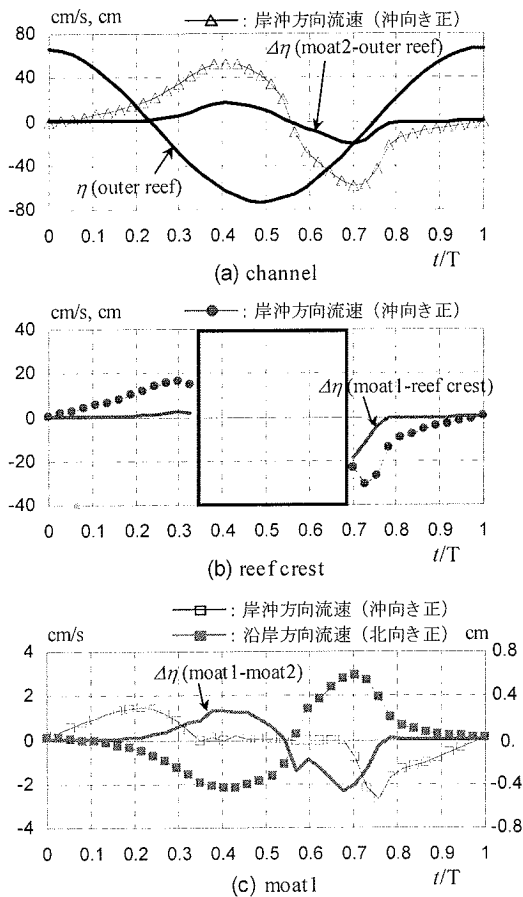 cm/s, cm
: 岸沖方向流速（沖向き正）
80
Δη (moat2-outer reef)
40
0
-40
η (outer reef)
-80
0 0.1 0.2 0.3 0.4 0.5 0.6 0.7 0.8 0.9 1
t/T
(a) channel
cm/s, cm
: 岸沖方向流速（沖向き正）
40
20
Δη (moat1-reef crest)
0
-20
-40
0 0.1 0.2 0.3 0.4 0.5 0.6 0.7 0.8 0.9 1
t/T
(b) reef crest
: 岸沖方向流速（沖向き正）
cm/s
: 沿岸方向流速（北向き正）
cm
4 0.8
Δη (moat1-moat2)
2 0.4
0 0
-2 -0.4
-4 -0.8
0 0.1 0.2 0.3 0.4 0.5 0.6 0.7 0.8 0.9 1
t/T
(c) moat1